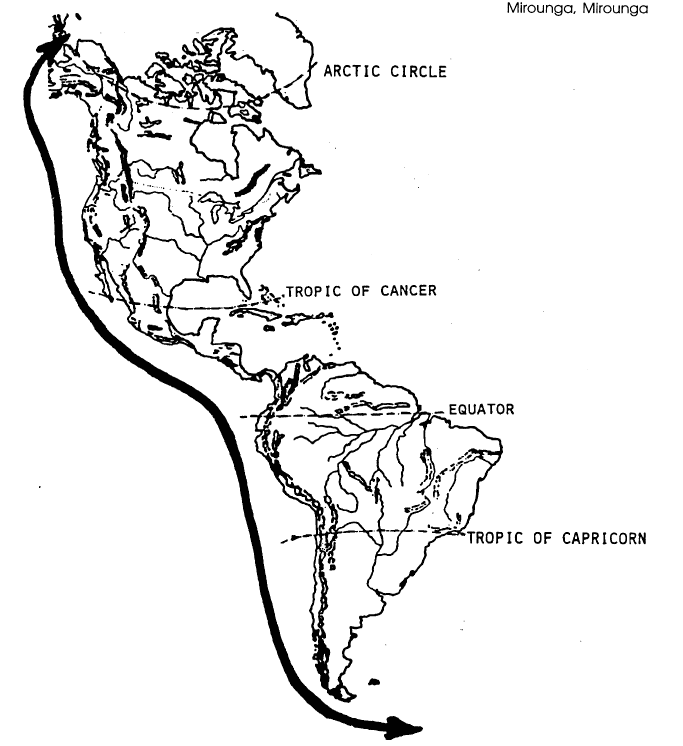 Mirounga, Mirounga
ARCTIC CIRCLE
TROPIC OF CANCER
EQUATOR
TROPIC OF CAPRICORN